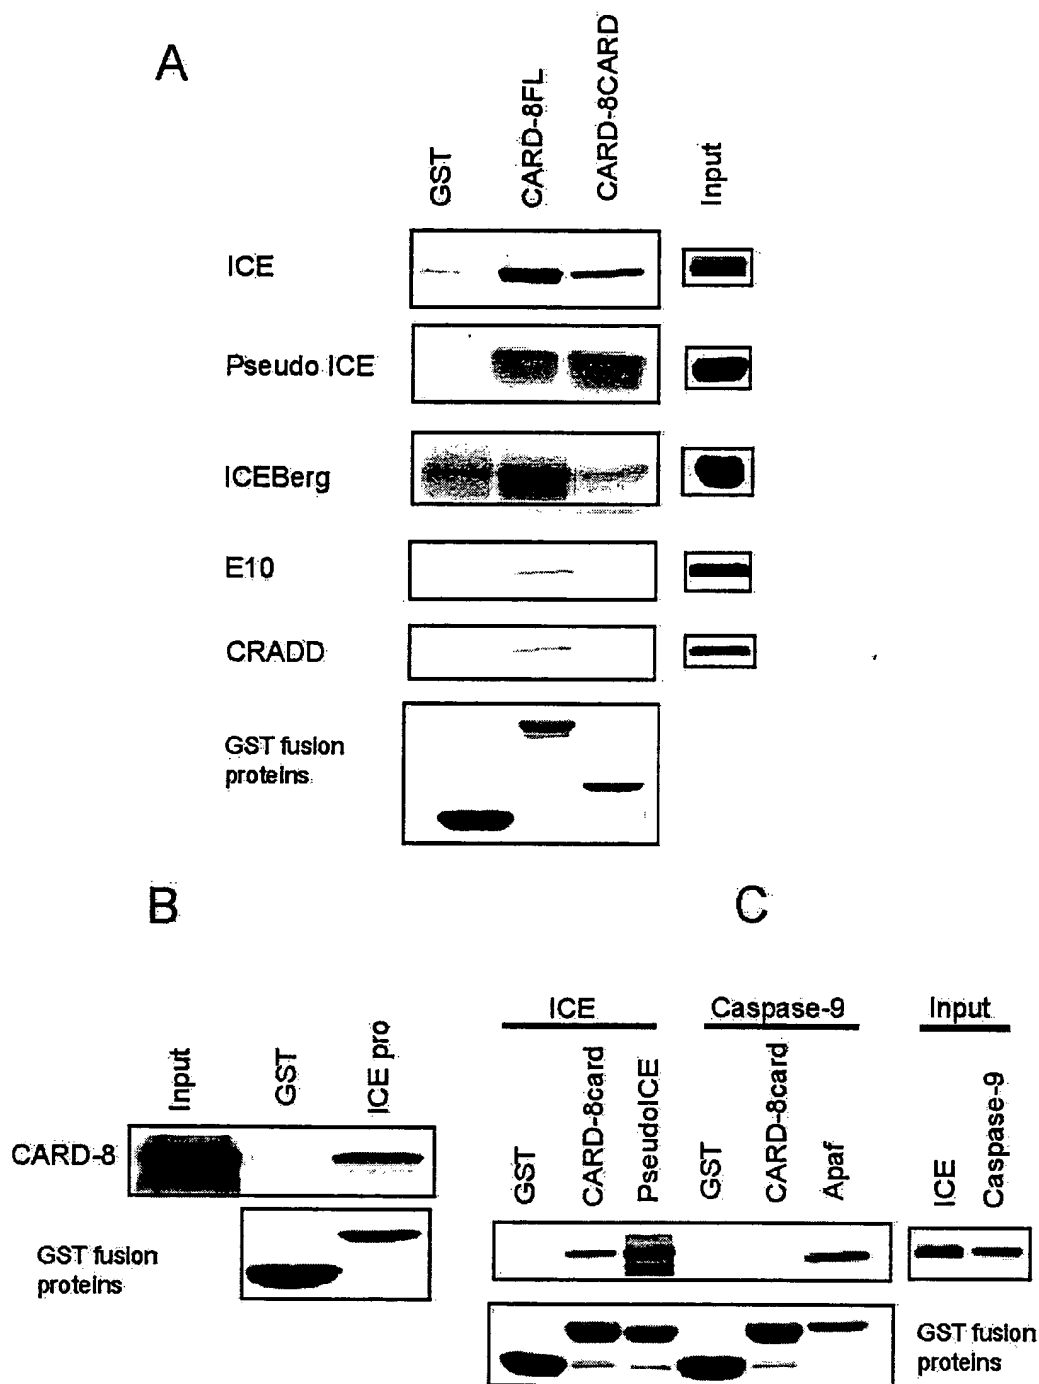 A
GST
CARD-8FL
CARD-8CARD
Input
ICE
Pseudo ICE
ICEBerg
E10
CRADD
GST fusion
proteins
B
Input
GST
ICE pro
CARD-8
GST fusion
proteins
C
ICE
Caspase-9
Input
GST
CARD-8card
PseudoICE
GST
CARD-8card
Apaf
ICE
Caspase-9
GST fusion
proteins